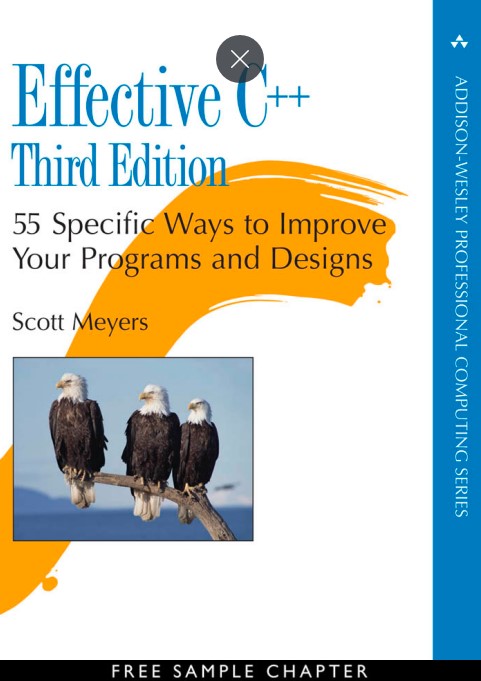 Effective C++
Third Edition
55 Specific Ways to Improve
Your Programs and Designs
Scott Meyers
ADDISON-WESLEY PROFESSIONAL COMPUTING SERIES
FREE SAMPLE CHAPTER